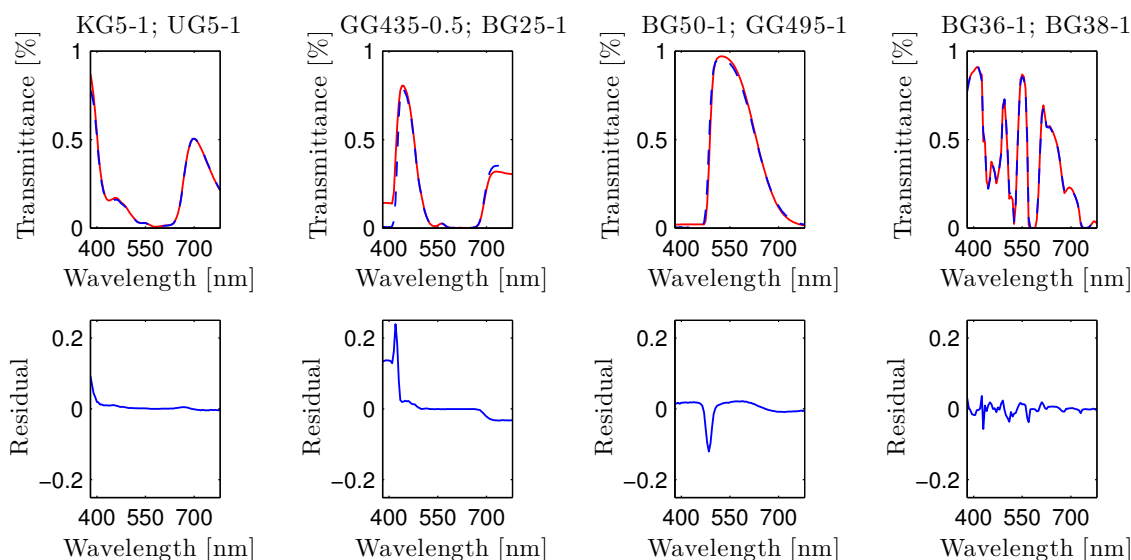 KG5-1; UG5-1
GG435-0.5; BG25-1
BG50-1; GG495-1
BG36-1; BG38-1
Transmittance [%]
1
0.5
0
400 550 700
Wavelength [nm]
Transmittance [%]
1
0.5
0
400 550 700
Wavelength [nm]
Transmittance [%]
1
0.5
0
400 550 700
Wavelength [nm]
Transmittance [%]
1
0.5
0
400 550 700
Wavelength [nm]
Residual
0.2
0
−0.2
400 550 700
Wavelength [nm]
Residual
0.2
0
−0.2
400 550 700
Wavelength [nm]
Residual
0.2
0
−0.2
400 550 700
Wavelength [nm]
Residual
0.2
0
−0.2
400 550 700
Wavelength [nm]